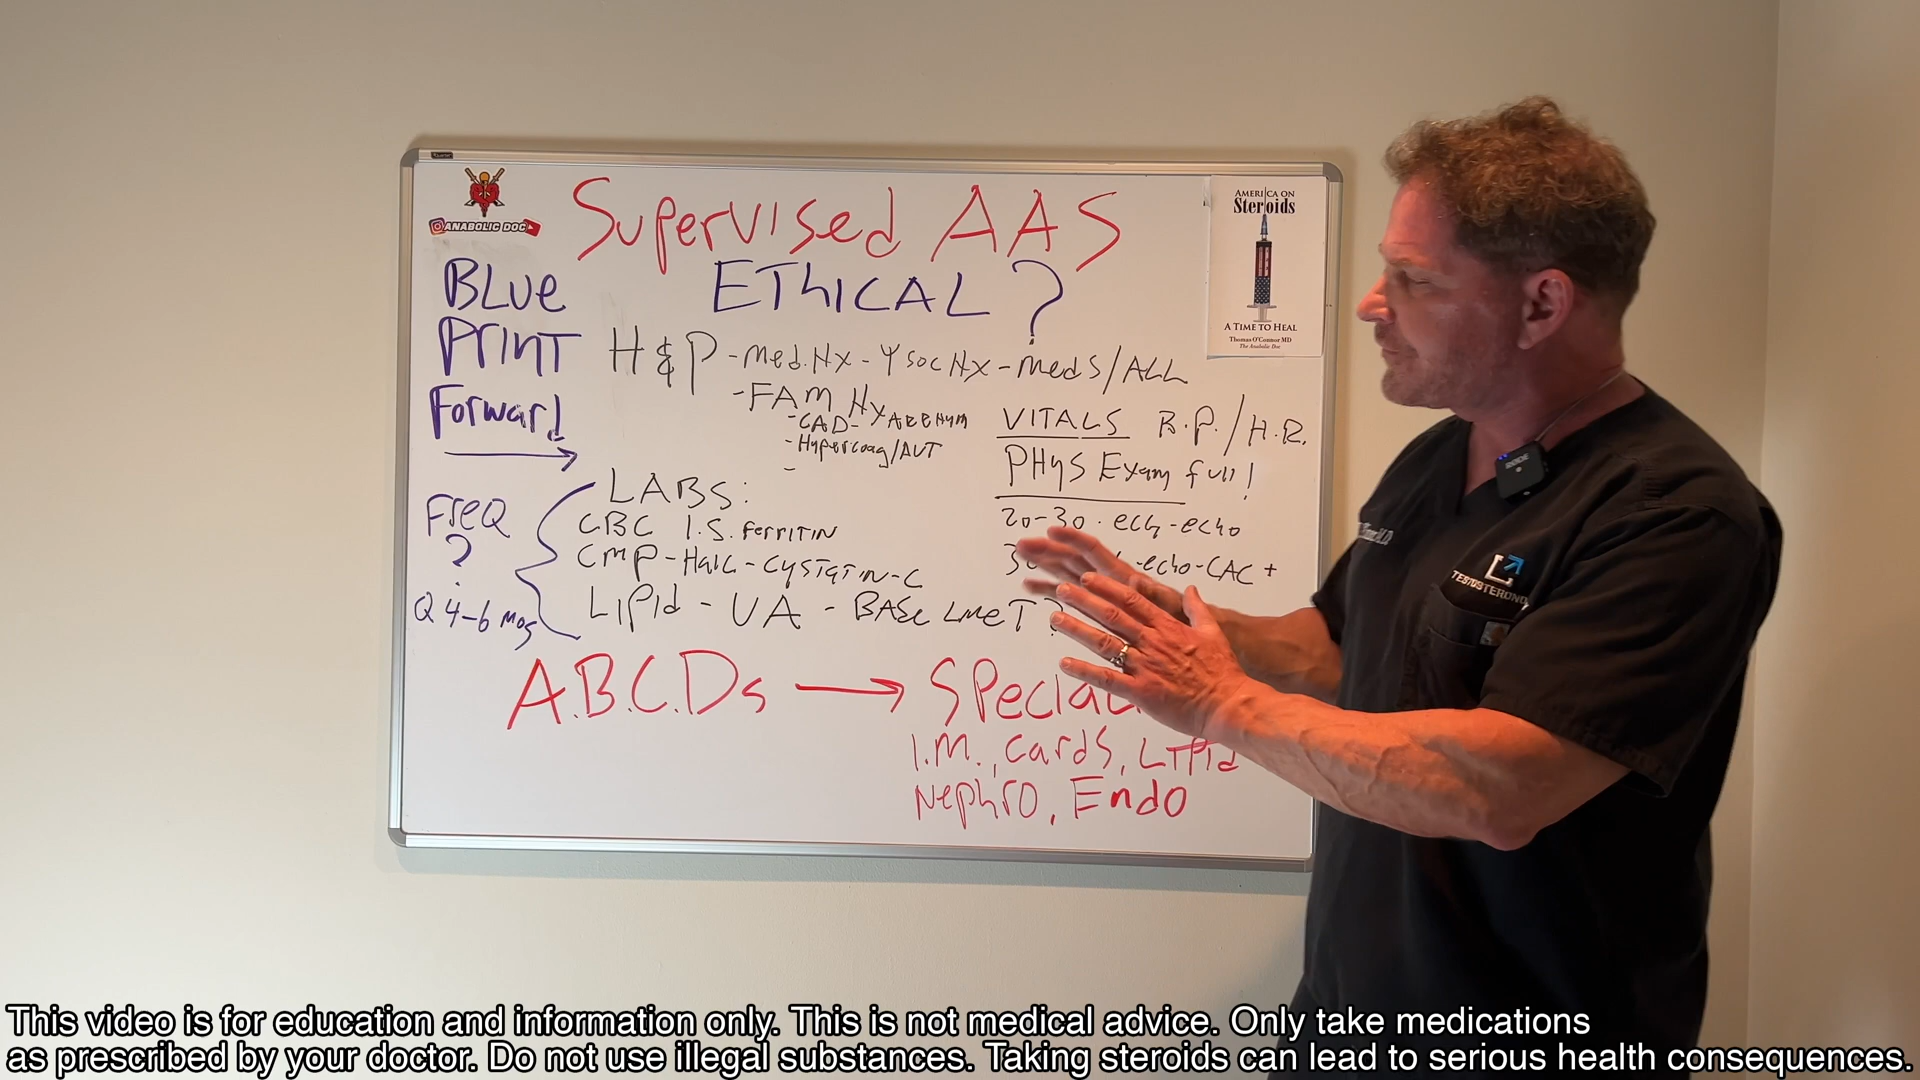 ANABOLIC DOC
Supervised AAS
ETHICAL?
BLUE
PRINT
Forward
H & P - Med.Hx - Ψ Soc Hx - Meds/ALL
- FAM Hx
- CAD -
- Hypercoag/AUT
-
VITALS B.P./H.R.
PHYS Exam full!
20-30
echo
-echo-CAC +
FreQ
?
Q 4-6 mos
LABS:
CBC I.S. Ferritin
CMP - HA1C - Cystatin-C
Lipid - UA - BASE LINE T?
A.B.C.Ds → Special
I.M., Cards, Lipid
Nephro, Endo
AMERICA ON
Steroids
A TIME TO HEAL
Thomas O'Connor MD
The Anabolic Doc
RODE
TESTOSTERONO
This video is for education and information only. This is not medical advice. Only take medications
as prescribed by your doctor. Do not use illegal substances. Taking steroids can lead to serious health consequences.